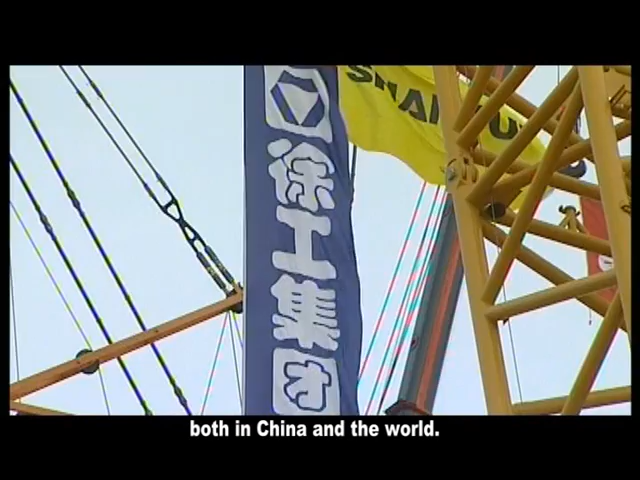 徐工集团
both in China and the world.